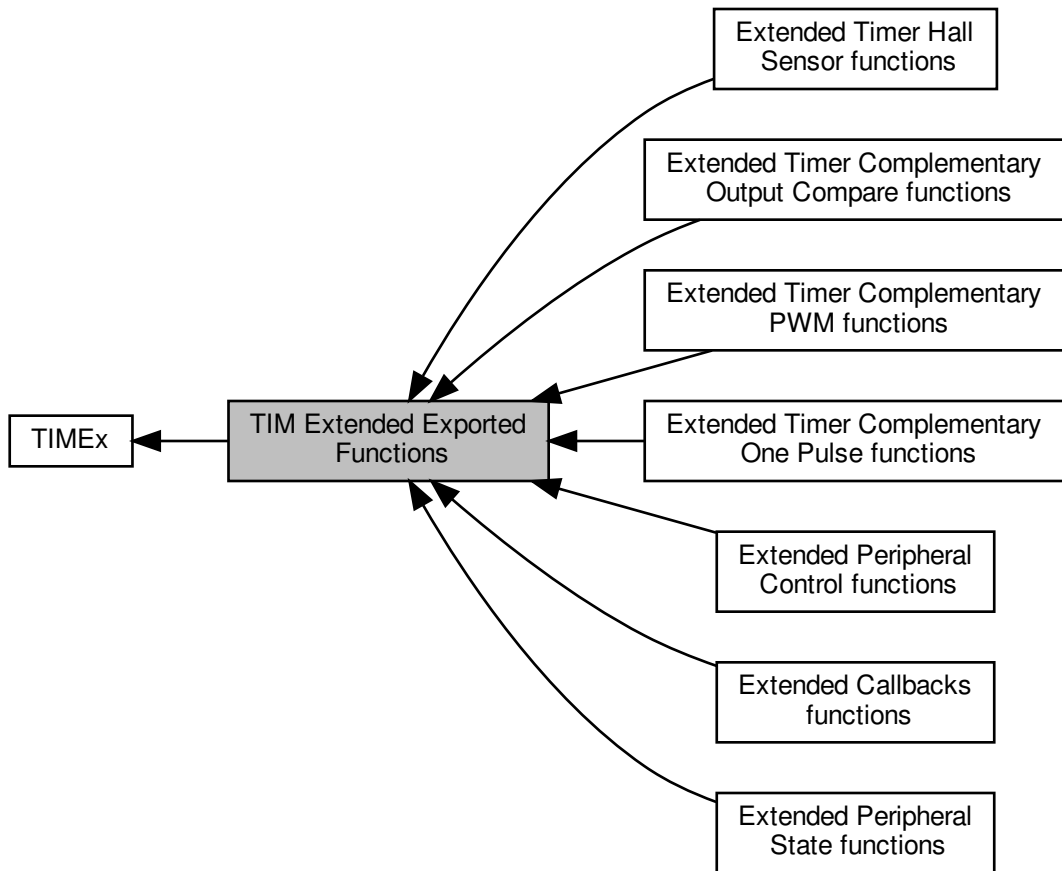 Extended Timer Hall
Sensor functions
Extended Timer Complementary
Output Compare functions
Extended Timer Complementary
PWM functions
TIMEx
TIM Extended Exported
Functions
Extended Timer Complementary
One Pulse functions
Extended Peripheral
Control functions
Extended Callbacks
functions
Extended Peripheral
State functions